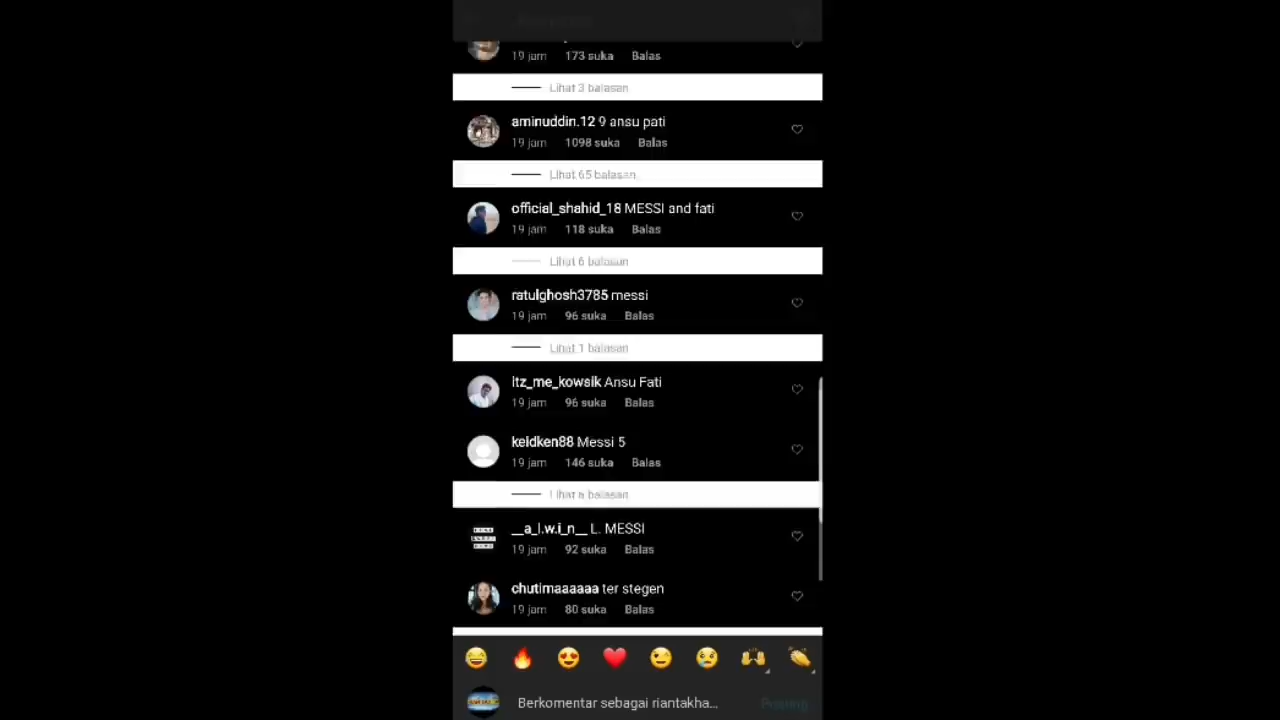 19 jam 173 suka Balas
Lihat 3 balasan
aminuddin.12 9 ansu pati
19 jam 1098 suka Balas
Lihat 65 balasan
official_shahid_18 MESSI and fati
19 jam 118 suka Balas
Lihat 6 balasan
ratulghosh3785 messi
19 jam 96 suka Balas
Lihat 1 balasan
itz_me_kowsik Ansu Fati
19 jam 96 suka Balas
keidken88 Messi 5
19 jam 146 suka Balas
Lihat balasan
__a_l.w.i_n__ L. MESSI
19 jam 92 suka Balas
chutimaaaaaa ter stegen
19 jam 80 suka Balas
Berkomentar sebagai riantakha...
Posting